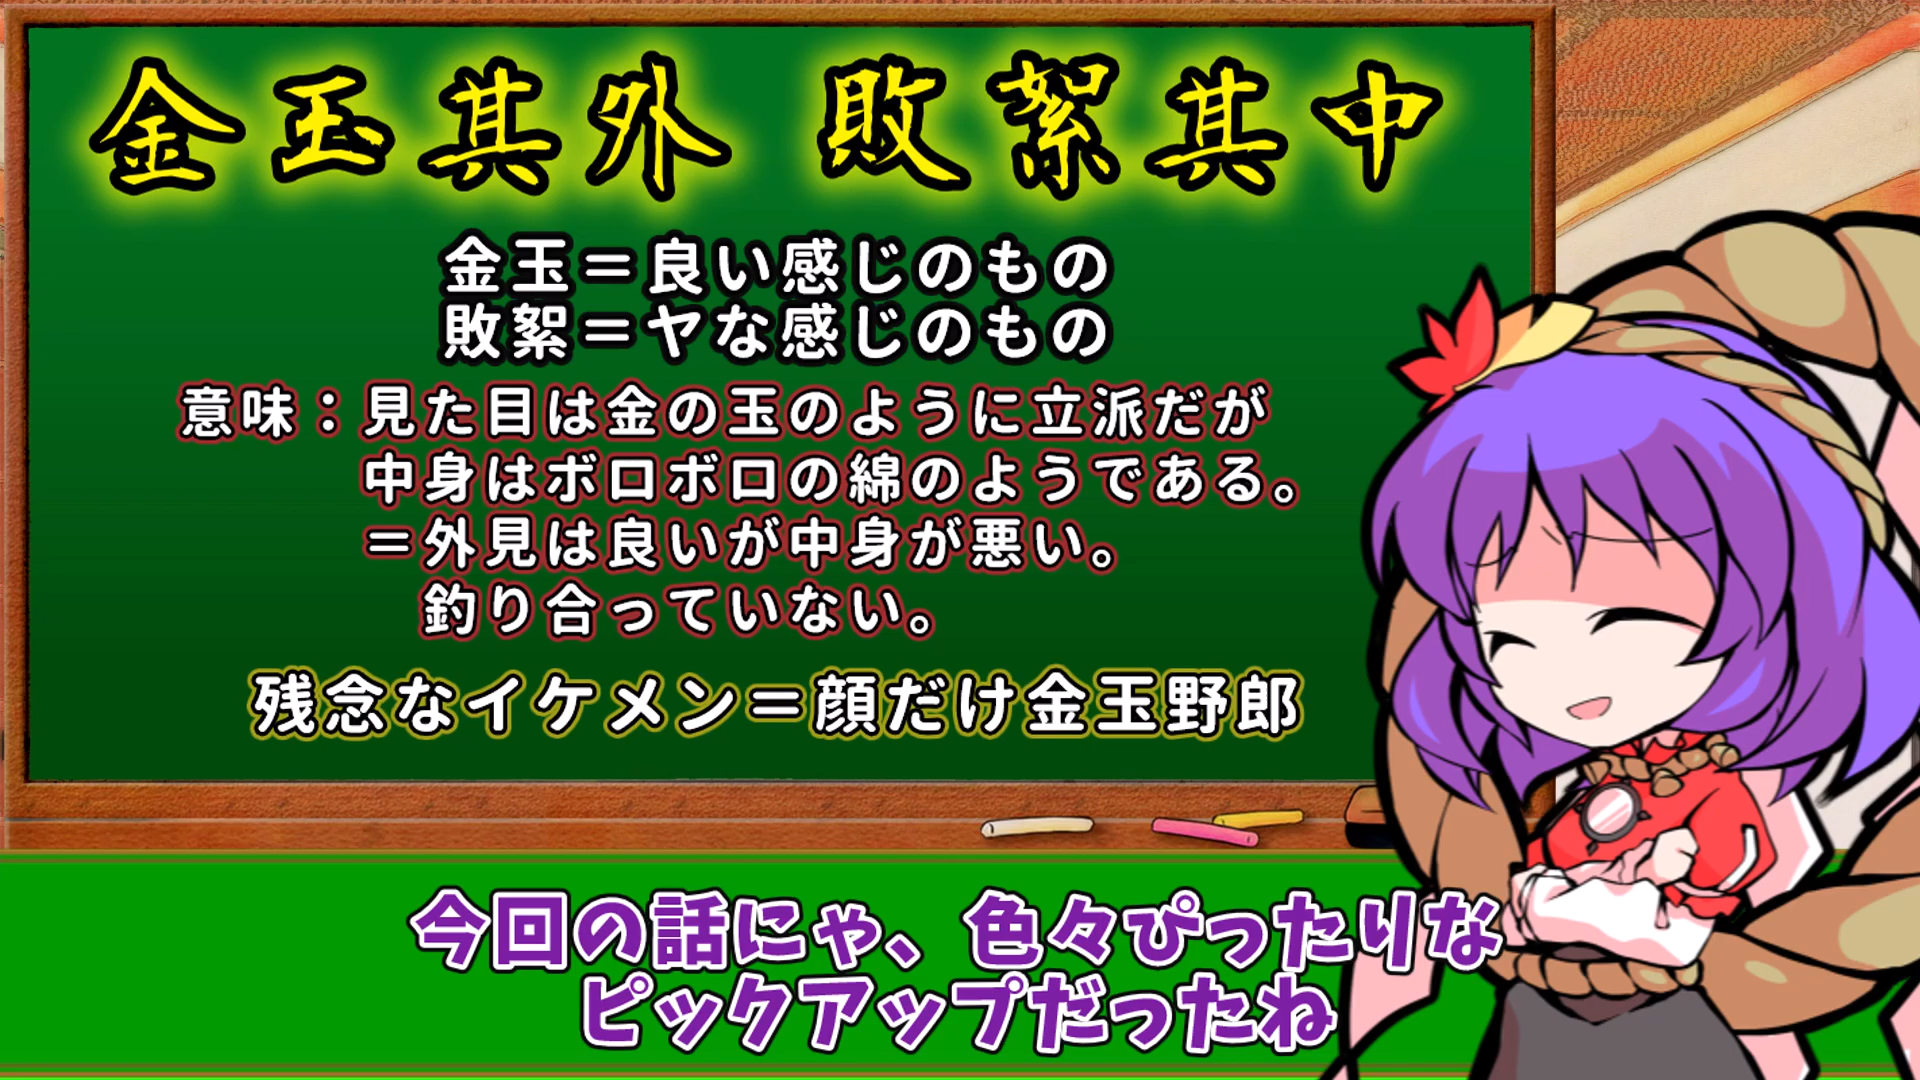 金玉其外 敗絮其中
金玉＝良い感じのもの
敗絮＝ヤな感じのもの
意味：見た目は金の玉のように立派だが
中身はボロボロの綿のようである。
＝外見は良いが中身が悪い。
釣り合っていない。
残念なイケメン＝顔だけ金玉野郎
今回の話にゃ、色々ぴったりな
ピックアップだったね